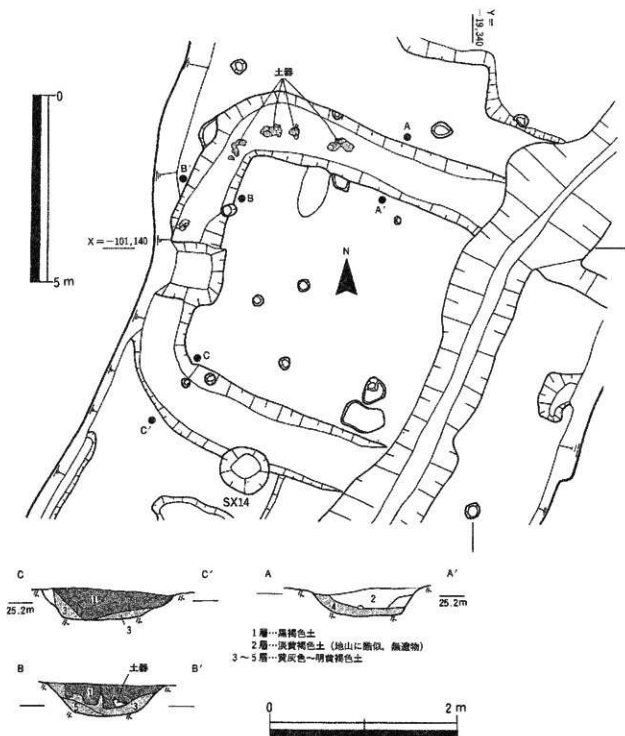 Y=
-19,340
0
5 m
土器
A
B′
B
A′
X=-101,140
N
C
C′
SX14
C C′
25.2m
1
3
3
A A′
2
4
25.2m
1層…黒褐色土
2層…淡黄褐色土(地山に酷似。無遺物)
3～5層…黄灰色～明黄褐色土
B 土器 B′
1
5
3
0 2 m